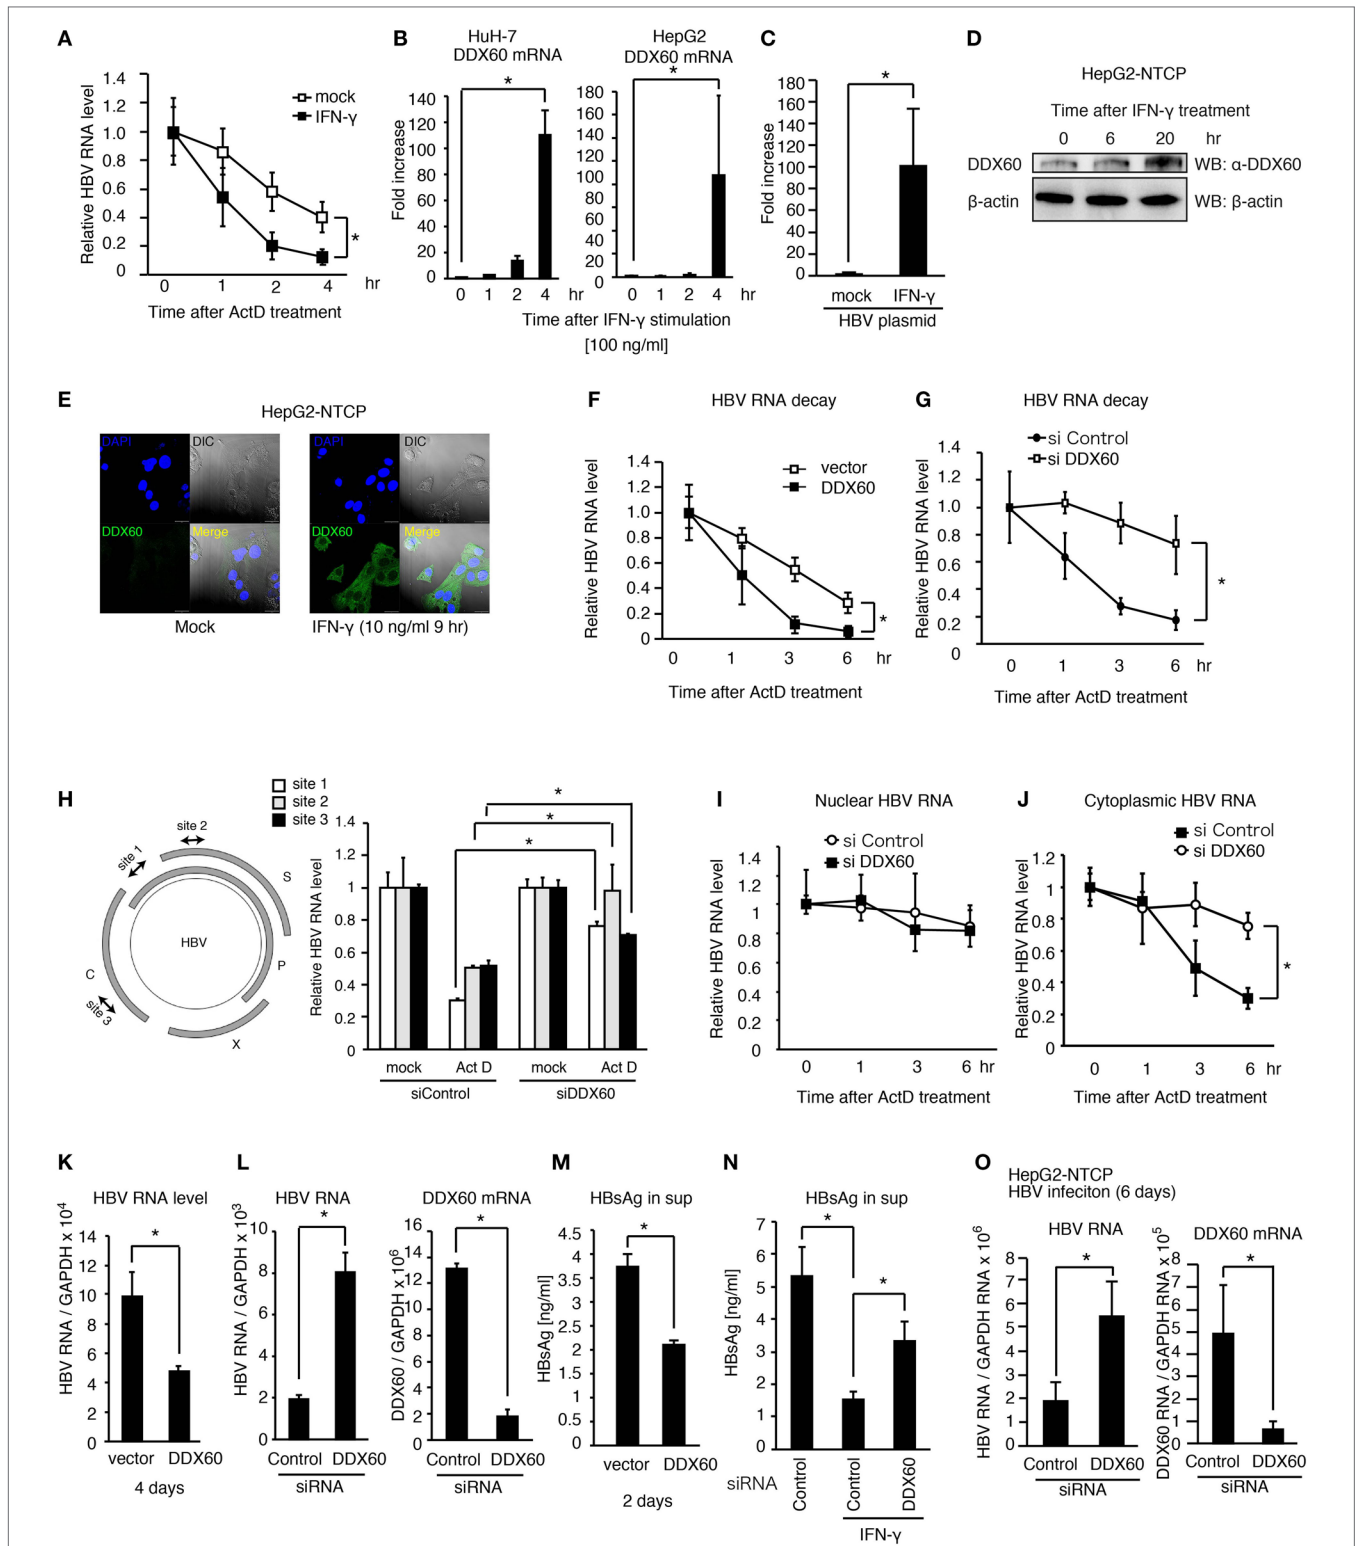 A
Relative HBV RNA level
1.4
1.2
1.0
0.8
0.6
0.4
0.2
0
mock
IFN-γ
*
0 1 2 4 hr
Time after ActD treatment
B
HuH-7
DDX60 mRNA
Fold increase
140
120
100
80
60
40
20
0
*
0 1 2 4 hr
HepG2
DDX60 mRNA
180
160
140
120
100
80
60
40
20
0
*
0 1 2 4 hr
Time after IFN-γ stimulation
[100 ng/ml]
C
Fold increase
180
160
140
120
100
80
60
40
20
0
*
mock IFN-γ
HBV plasmid
D
HepG2-NTCP
Time after IFN-γ treatment
0 6 20 hr
DDX60 WB: α-DDX60
β-actin WB: β-actin
E
HepG2-NTCP
DAPI DIC
DDX60 Merge
Mock
DAPI DIC
DDX60 Merge
IFN-γ (10 ng/ml 9 hr)
F
HBV RNA decay
Relative HBV RNA level
1.4
1.2
1.0
0.8
0.6
0.4
0.2
0
vector
DDX60
*
0 1 3 6 hr
Time after ActD treatment
G
HBV RNA decay
si Control
si DDX60
Relative HBV RNA level
1.4
1.2
1.0
0.8
0.6
0.4
0.2
0
*
0 1 3 6 hr
Time after ActD treatment
H
site 1
site 2
site 3
HBV
S
P
C
X
site 1
site 2
site 3
Relative HBV RNA level
1.4
1.2
1
0.8
0.6
0.4
0.2
0
*
*
*
mock Act D mock Act D
siControl siDDX60
I
Nuclear HBV RNA
si Control
si DDX60
Relative HBV RNA level
1.4
1.2
1.0
0.8
0.6
0.4
0.2
0
0 1 3 6 hr
Time after ActD treatment
J
Cytoplasmic HBV RNA
si Control
si DDX60
Relative HBV RNA level
1.2
1.0
0.8
0.6
0.4
0.2
0
*
0 1 3 6 hr
Time after ActD treatment
K
HBV RNA level
HBV RNA / GAPDH x 10⁴
14
12
10
8
6
4
2
0
*
vector DDX60
4 days
L
HBV RNA
HBV RNA / GAPDH x 10³
10
8
6
4
2
0
*
Control DDX60
siRNA
DDX60 mRNA
DDX60 / GAPDH x 10⁶
16
14
12
10
8
6
4
2
0
*
Control DDX60
siRNA
M
HBsAg in sup
HBsAg [ng/ml]
4.5
4
3.5
3
2.5
2
1.5
1
0.5
0
*
vector DDX60
2 days
N
HBsAg in sup
HBsAg [ng/ml]
7
6
5
4
3
2
1
0
*
*
siRNA Control Control DDX60
IFN-γ
O
HepG2-NTCP
HBV infeciton (6 days)
HBV RNA
HBV RNA / GAPDH RNA x 10⁶
8
7
6
5
4
3
2
1
0
*
Control DDX60
siRNA
DDX60 mRNA
DDX60 RNA / GAPDH RNA x 10⁵
8
7
6
5
4
3
2
1
0
*
Control DDX60
siRNA